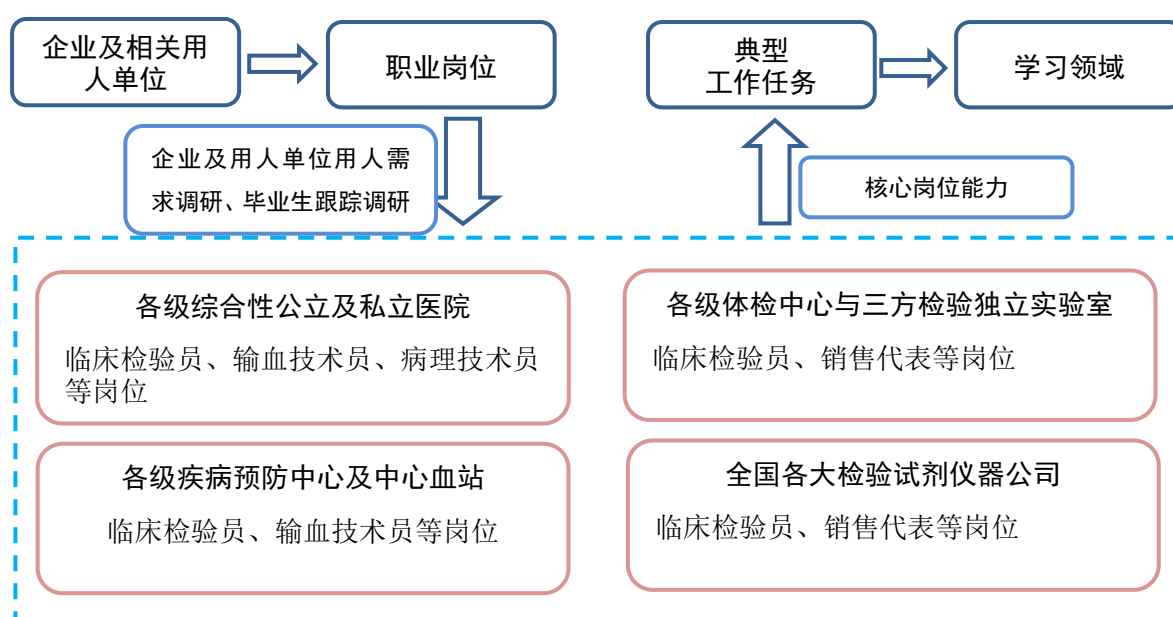 企业及相关用
人单位
职业岗位
典型
工作任务
学习领域
企业及用人单位用人需
求调研、毕业生跟踪调研
核心岗位能力
各级综合性公立及私立医院
临床检验员、输血技术员、病理技术员
等岗位
各级体检中心与三方检验独立实验室
临床检验员、销售代表等岗位
各级疾病预防中心及中心血站
临床检验员、输血技术员等岗位
全国各大检验试剂仪器公司
临床检验员、销售代表等岗位